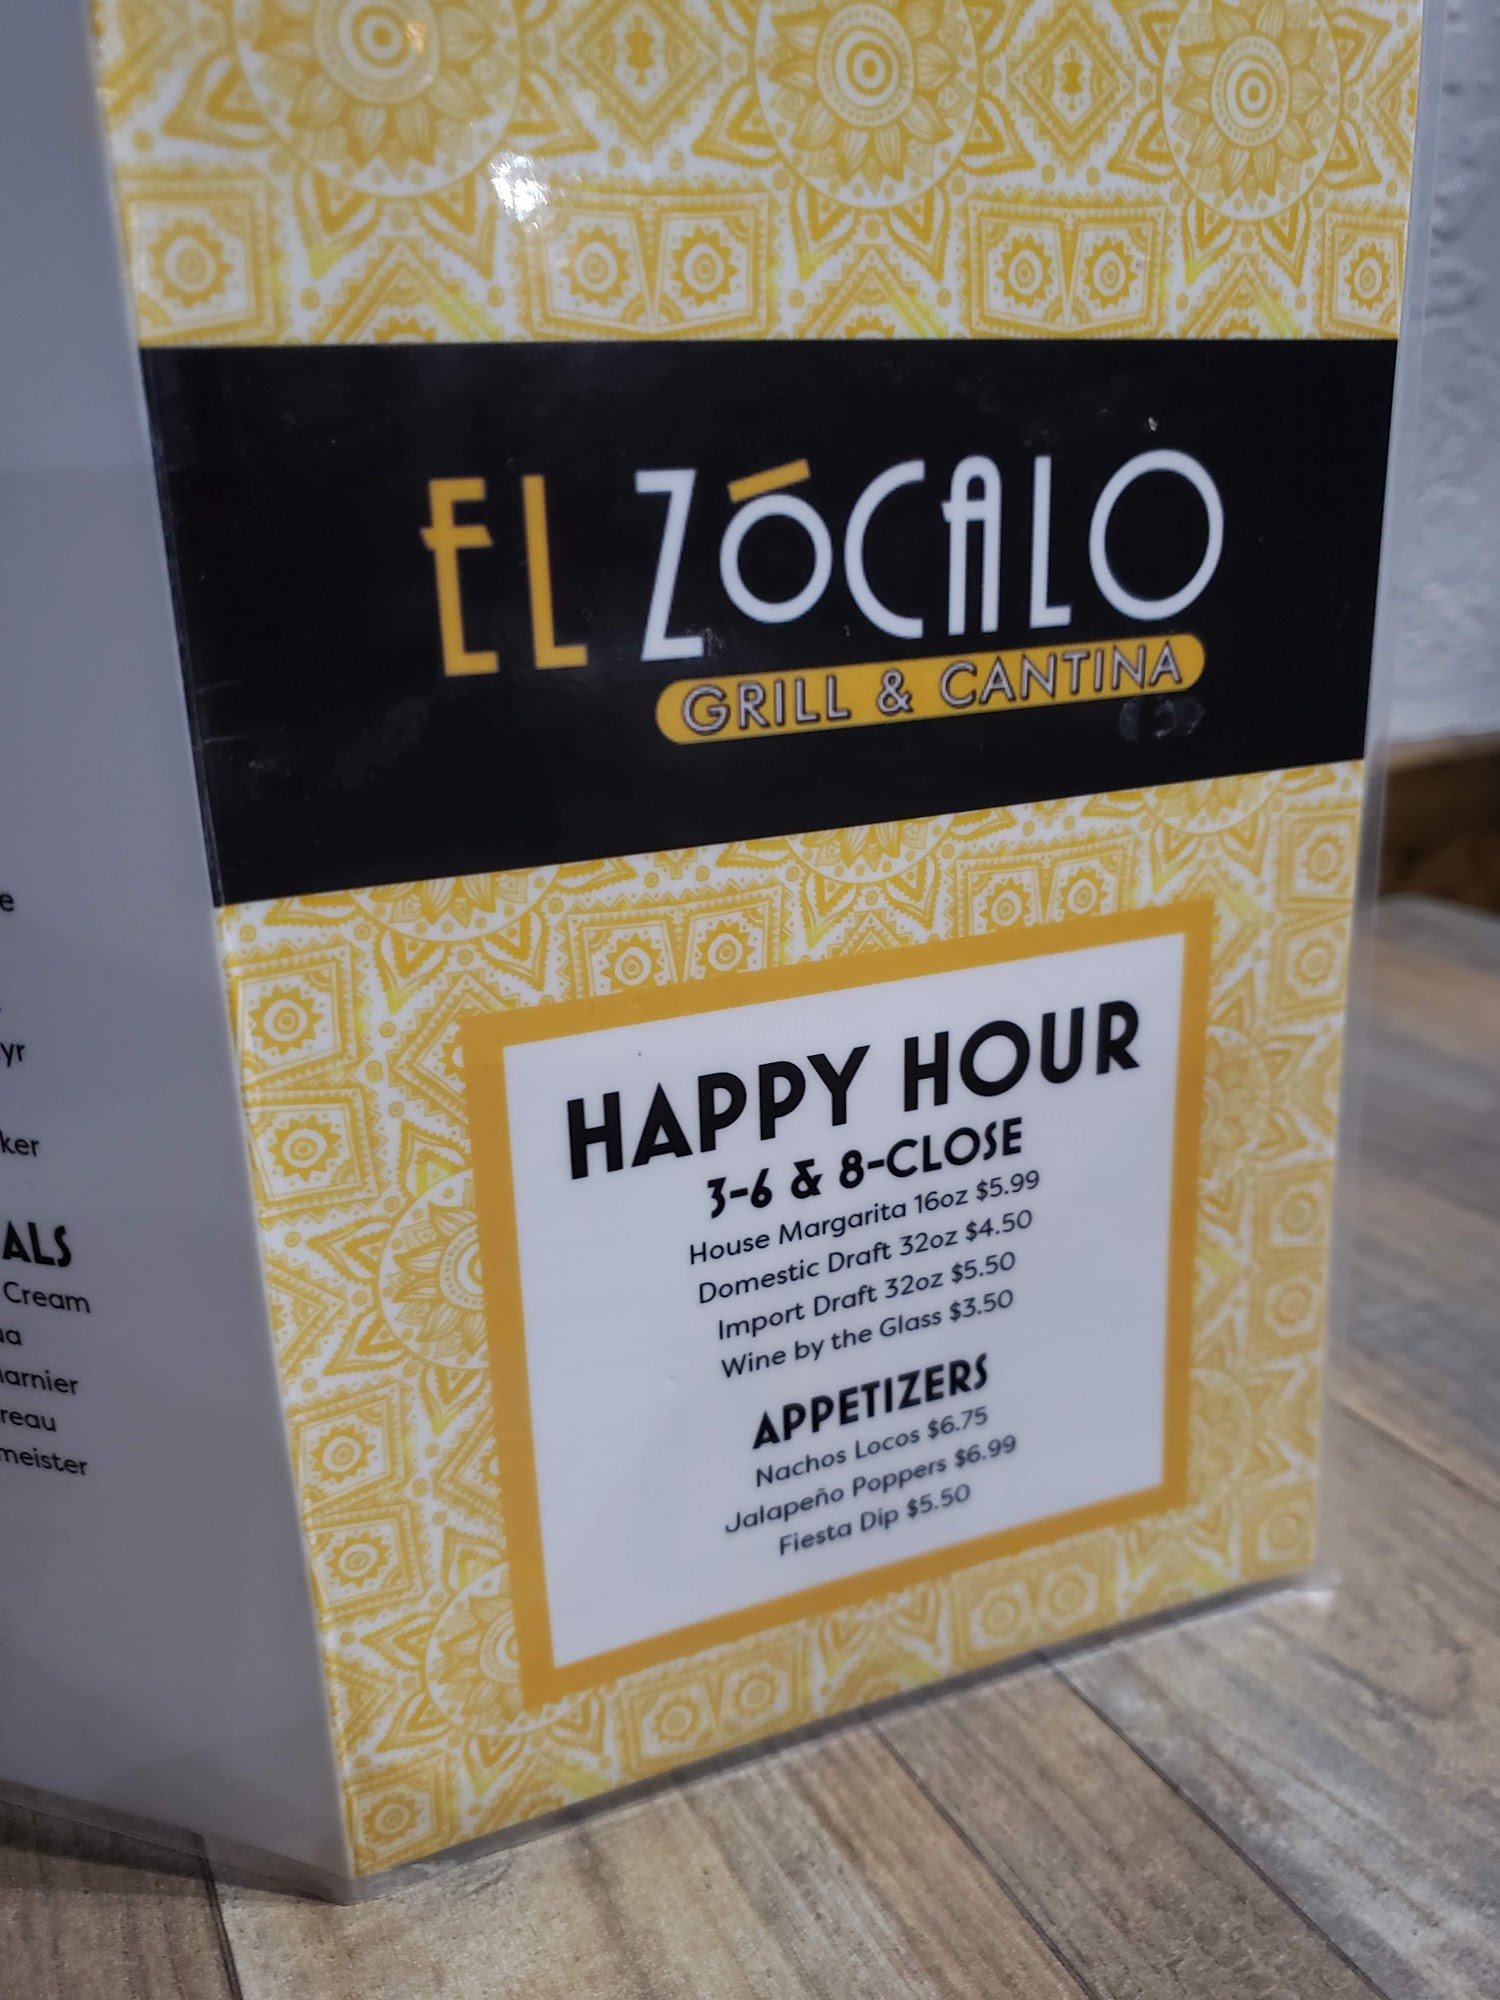 EL ZÓCALO
GRILL & CANTINA
HAPPY HOUR
3-6 & 8-CLOSE
House Margarita 16oz $5.99
Domestic Draft 32oz $4.50
Import Draft 32oz $5.50
Wine by the Glass $3.50
APPETIZERS
Nachos Locos $6.75
Jalapeño Poppers $6.99
Fiesta Dip $5.50
e
yr
ker
ALS
Cream
ua
arnier
reau
meister